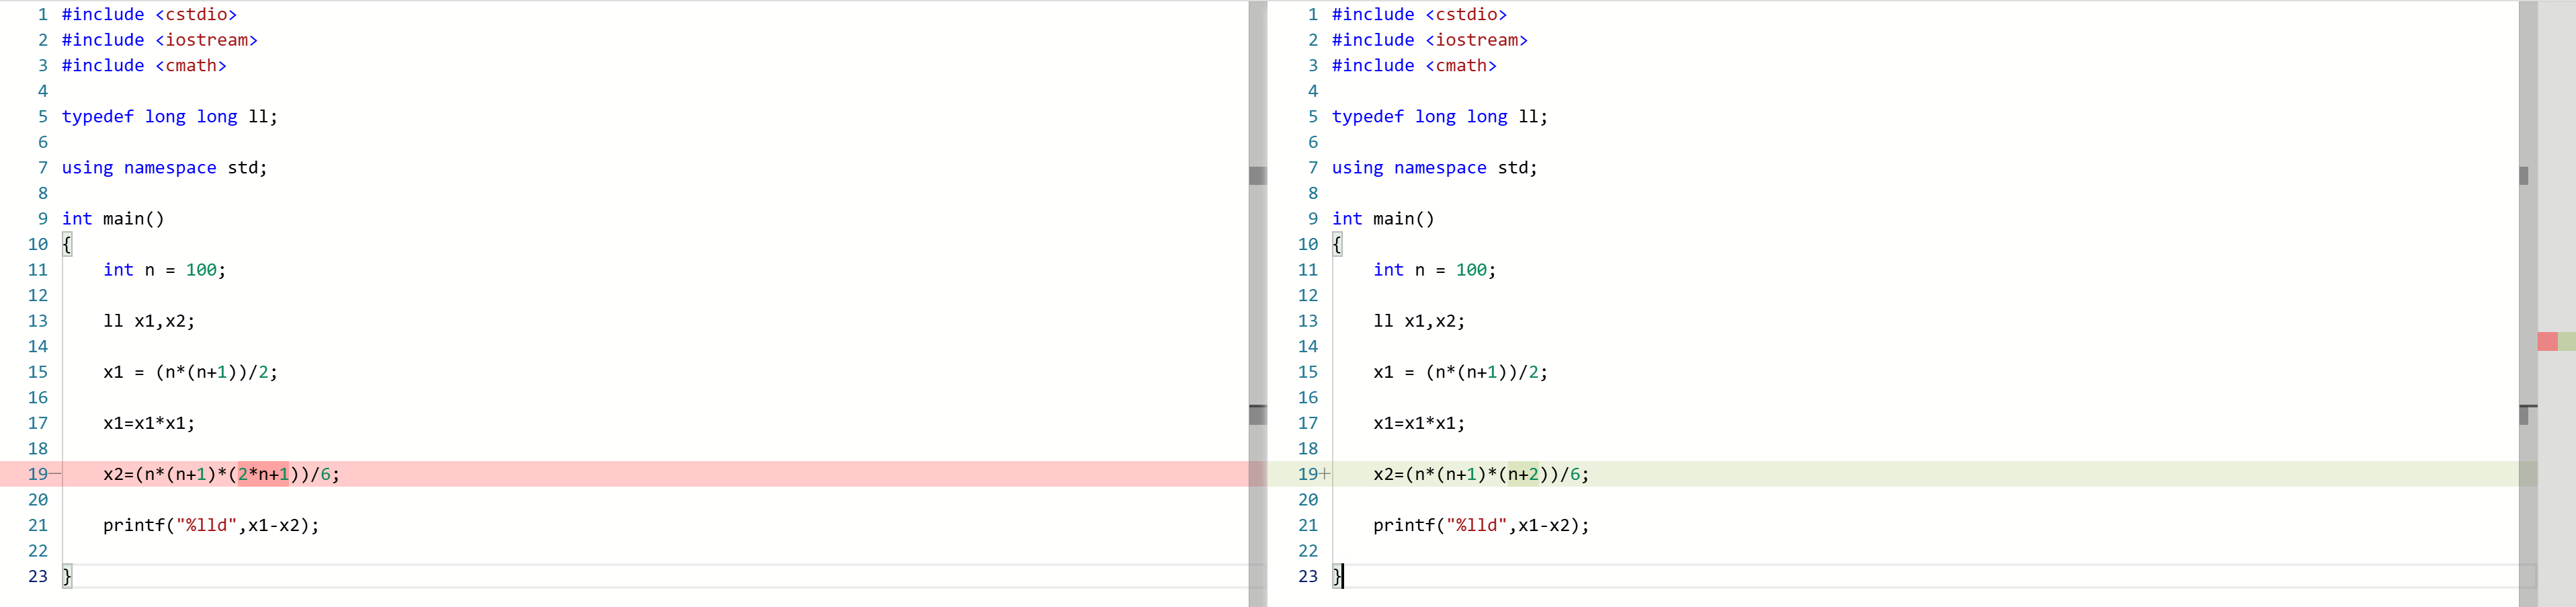 1 #include <cstdio>
2 #include <iostream>
3 #include <cmath>
4
5 typedef long long ll;
6
7 using namespace std;
8
9 int main()
10 {
11     int n = 100;
12
13     ll x1,x2;
14
15     x1 = (n*(n+1))/2;
16
17     x1=x1*x1;
18
19−     x2=(n*(n+1)*(2*n+1))/6;
20
21     printf("%lld",x1-x2);
22
23 }
1 #include <cstdio>
2 #include <iostream>
3 #include <cmath>
4
5 typedef long long ll;
6
7 using namespace std;
8
9 int main()
10 {
11     int n = 100;
12
13     ll x1,x2;
14
15     x1 = (n*(n+1))/2;
16
17     x1=x1*x1;
18
19+     x2=(n*(n+1)*(n+2))/6;
20
21     printf("%lld",x1-x2);
22
23 }